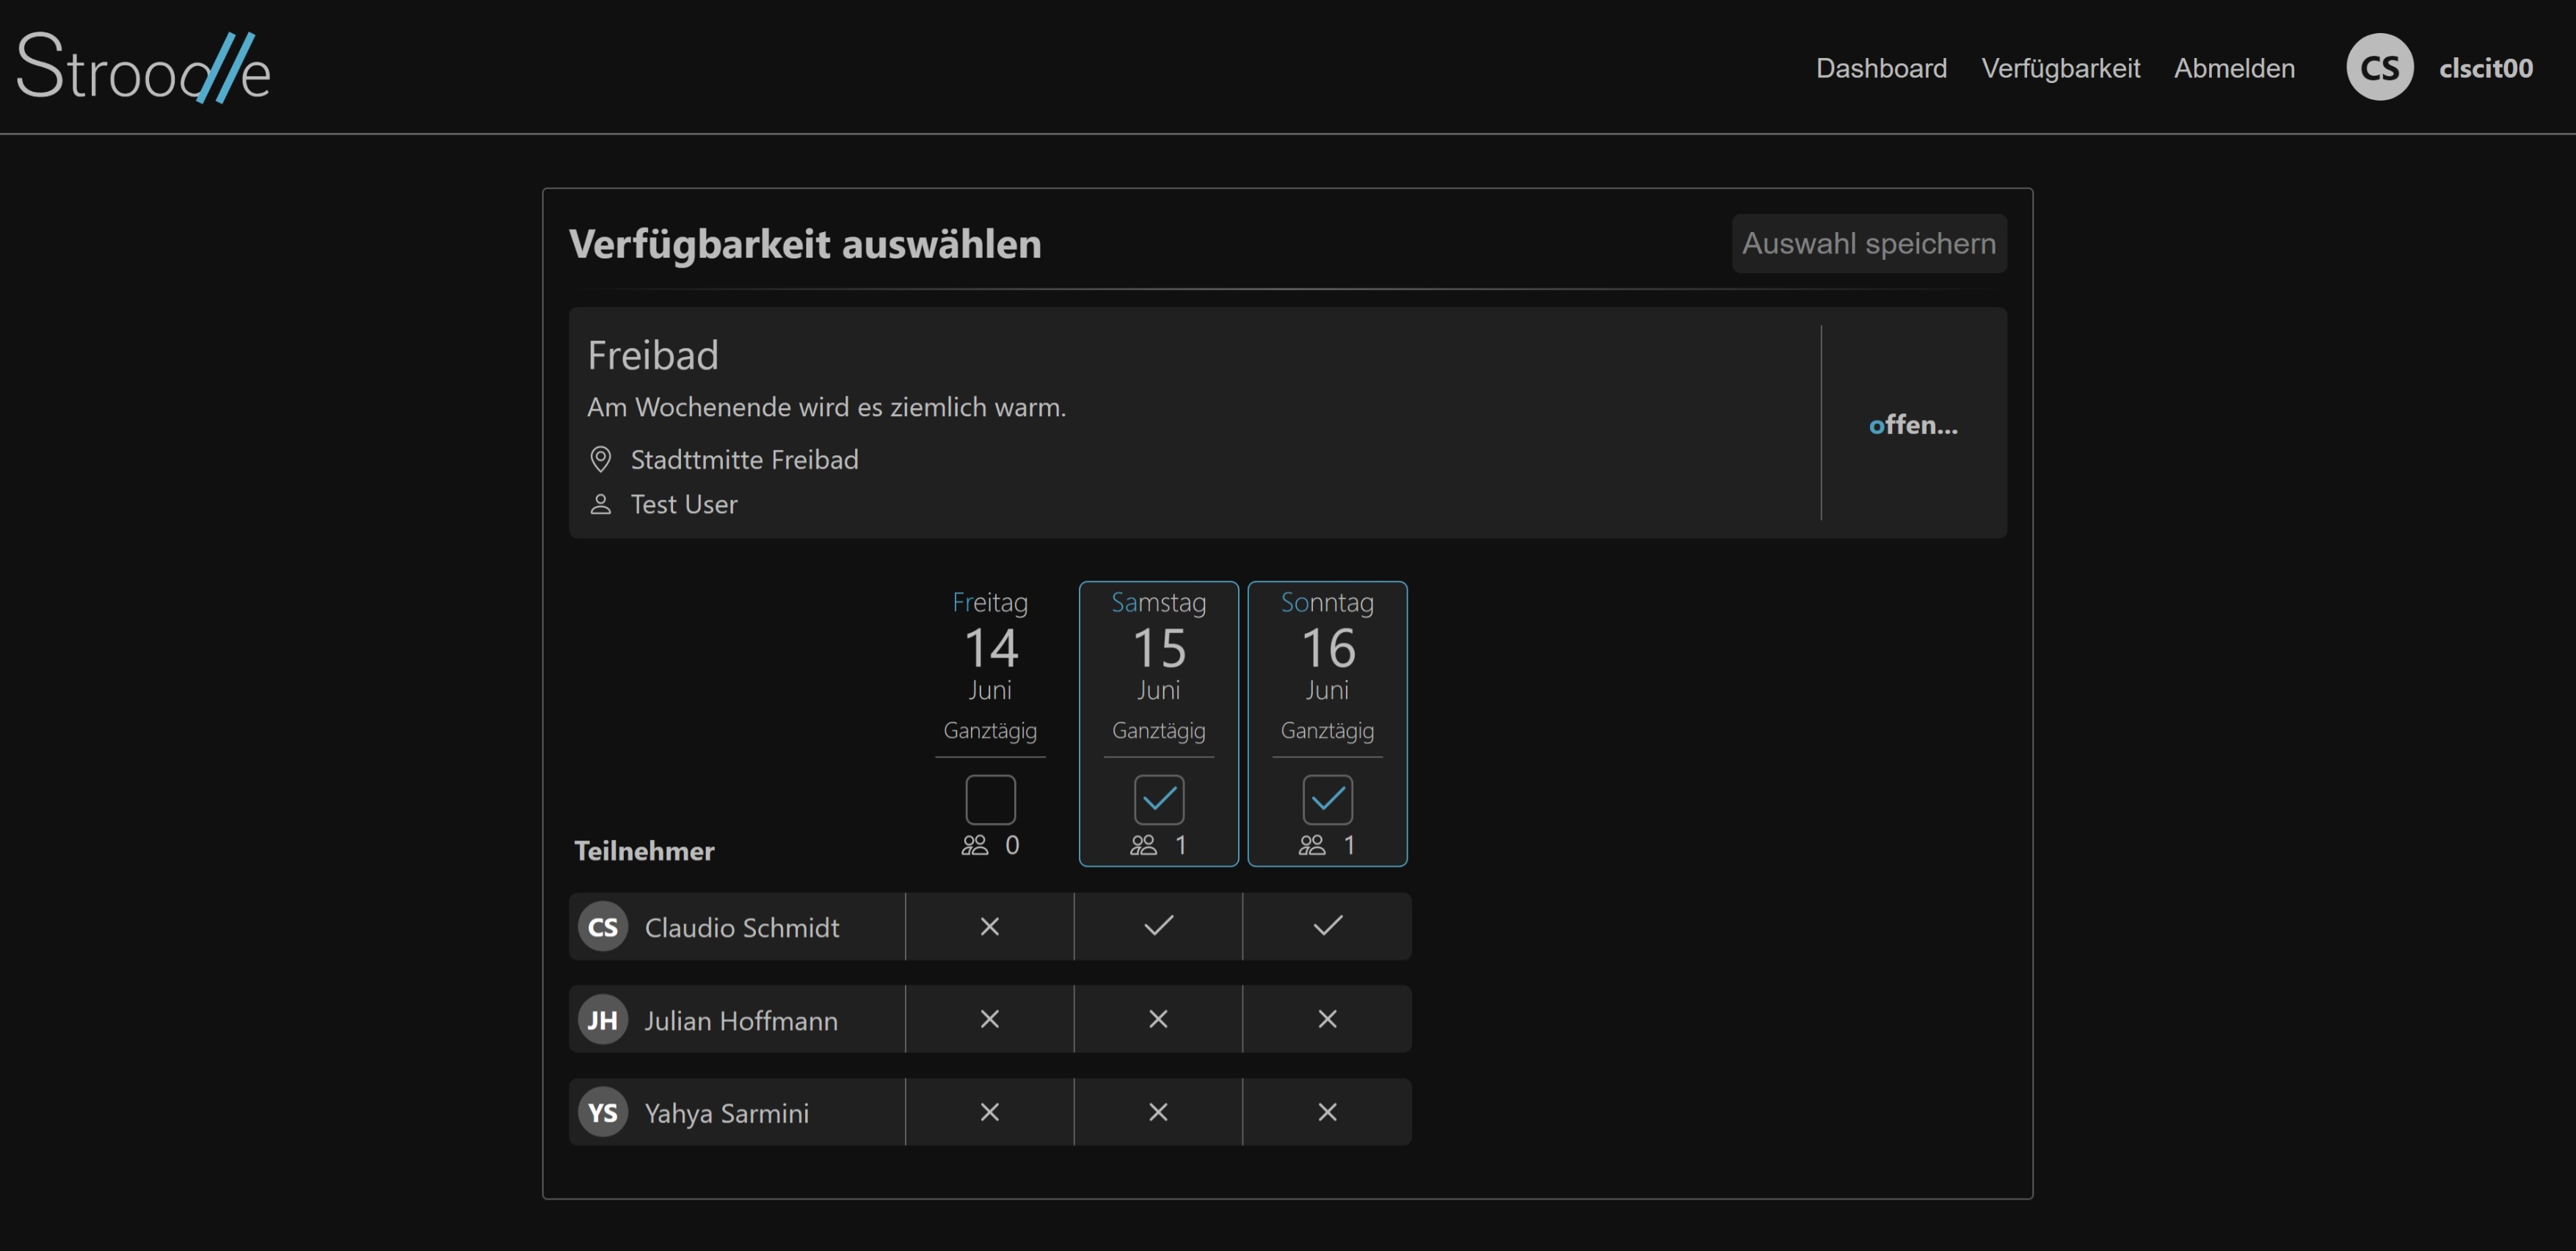 Stroodle
Dashboard Verfügbarkeit Abmelden CS clscit00
Verfügbarkeit auswählen
Auswahl speichern
Freibad
Am Wochenende wird es ziemlich warm.
Stadttmitte Freibad
Test User
offen...
Freitag Samstag Sonntag
14 15 16
Juni Juni Juni
Ganztägig Ganztägig Ganztägig
0 1 1
Teilnehmer
CS Claudio Schmidt
JH Julian Hoffmann
YS Yahya Sarmini